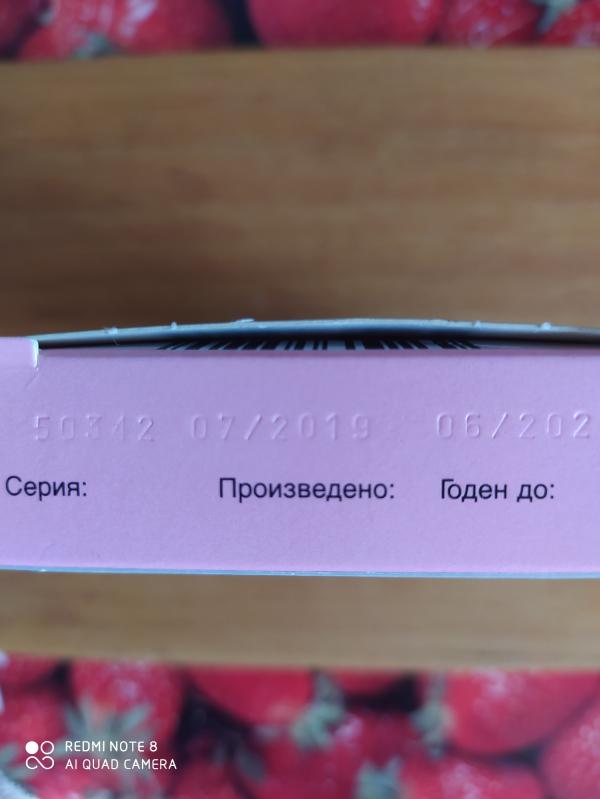 50342 07/2019 06/202
Серия: Произведено: Годен до:
REDMI NOTE 8
AI QUAD CAMERA